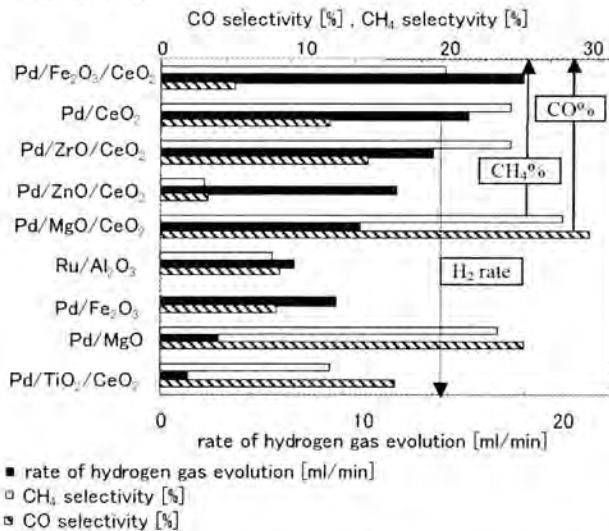 CO selectivity [%] , CH₄ selectyvity [%]
0 10 20 30
Pd/Fe₂O₃/CeO₂
Pd/CeO₂
CO%
Pd/ZrO/CeO₂
CH₄%
Pd/ZnO/CeO₂
Pd/MgO/CeO₂
Ru/Al₂O₃
H₂ rate
Pd/Fe₂O₃
Pd/MgO
Pd/TiO₂/CeO₂
0 10 20
rate of hydrogen gas evolution [ml/min]
rate of hydrogen gas evolution [ml/min]
CH₄ selectivity [%]
CO selectivity [%]